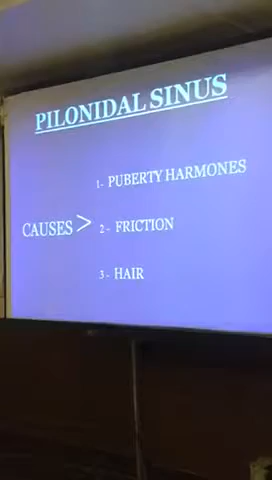 PILONIDAL SINUS
1- PUBERTY HARMONES
CAUSES > 2- FRICTION
3- HAIR